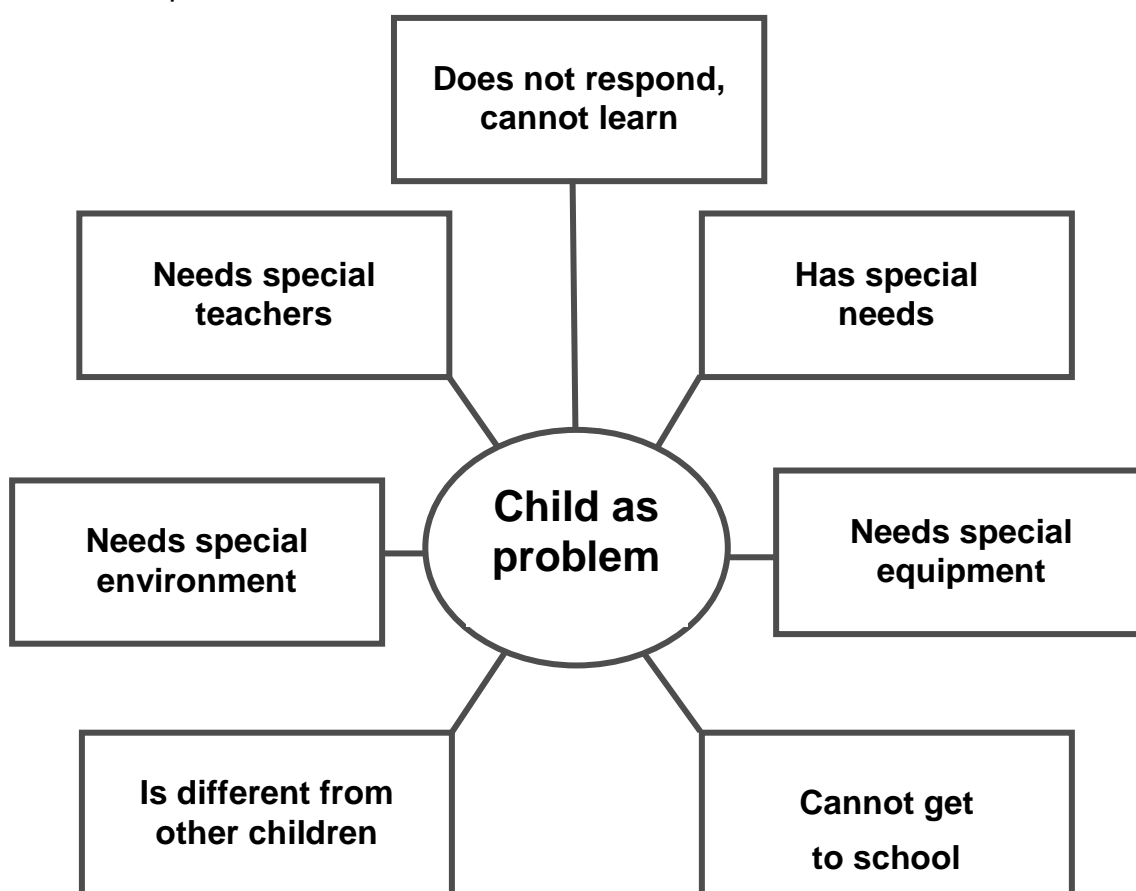 Does not respond,
cannot learn
Needs special
teachers
Has special
needs
Child as
problem
Needs special
environment
Needs special
equipment
Is different from
other children
Cannot get
to school